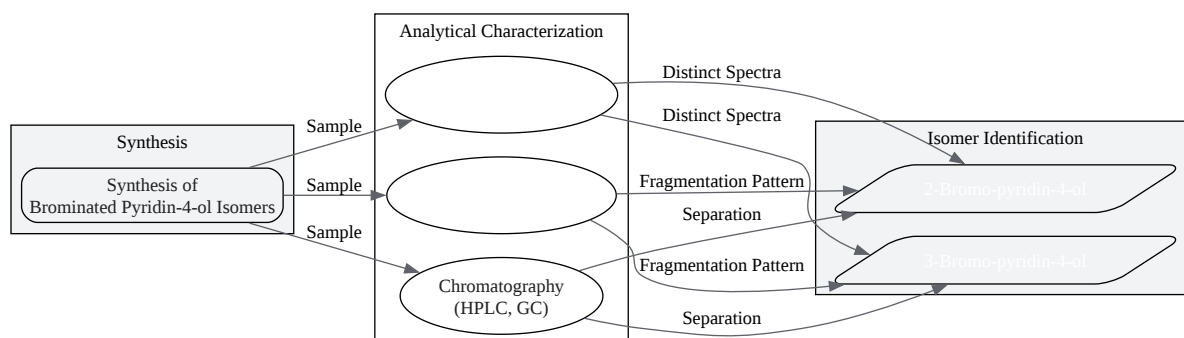 Analytical Characterization
Distinct Spectra
Distinct Spectra
Synthesis
Sample
Isomer Identification
Synthesis of
Brominated Pyridin-4-ol Isomers
Sample
Fragmentation Pattern
2-Bromo-pyridin-4-ol
Separation
Sample
Fragmentation Pattern
3-Bromo-pyridin-4-ol
Chromatography
(HPLC, GC)
Separation